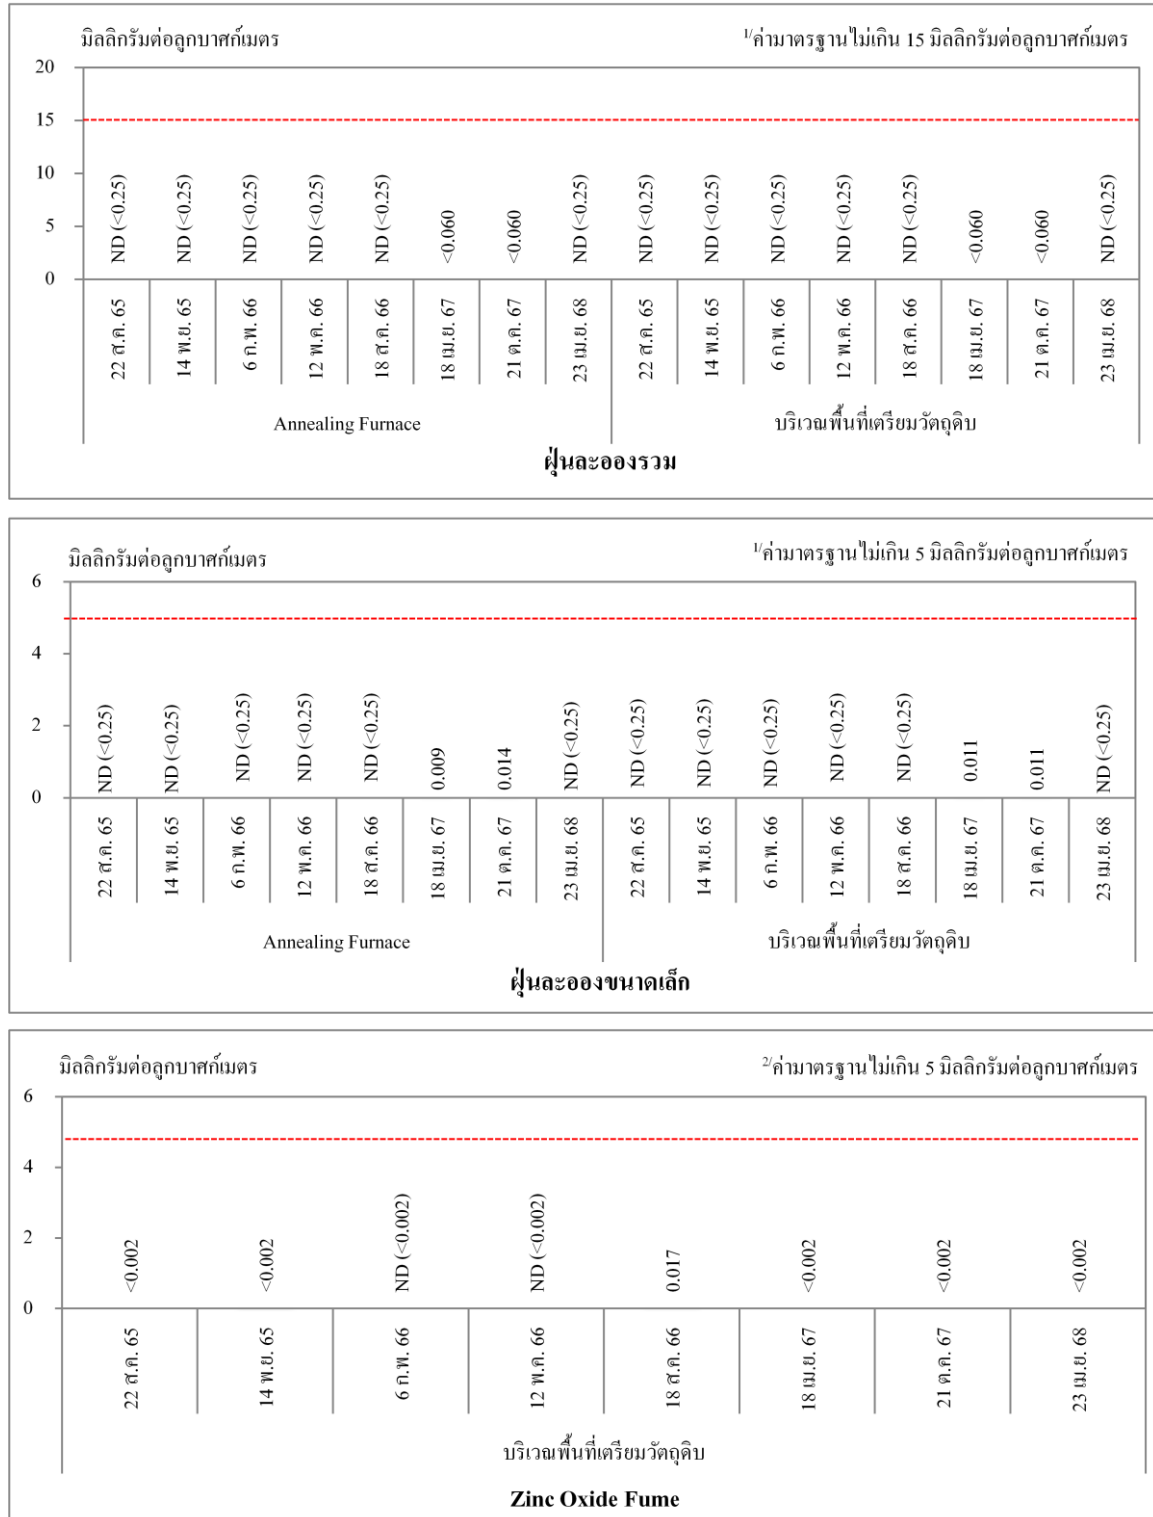 มิลลิกรัมต่อลูกบาศก์เมตร ¹/ค่ามาตรฐานไม่เกิน 15 มิลลิกรัมต่อลูกบาศก์เมตร
20
15
10
5
0
ND (<0.25) ND (<0.25) ND (<0.25) ND (<0.25) ND (<0.25) <0.060 <0.060 ND (<0.25) ND (<0.25) ND (<0.25) ND (<0.25) ND (<0.25) ND (<0.25) <0.060 <0.060 ND (<0.25)
22 ส.ค. 65 14 พ.ย. 65 6 ก.พ. 66 12 พ.ค. 66 18 ส.ค. 66 18 เม.ย. 67 21 ต.ค. 67 23 เม.ย. 68 22 ส.ค. 65 14 พ.ย. 65 6 ก.พ. 66 12 พ.ค. 66 18 ส.ค. 66 18 เม.ย. 67 21 ต.ค. 67 23 เม.ย. 68
Annealing Furnace บริเวณพื้นที่เตรียมวัตถุดิบ
ฝุ่นละอองรวม
มิลลิกรัมต่อลูกบาศก์เมตร ¹/ค่ามาตรฐานไม่เกิน 5 มิลลิกรัมต่อลูกบาศก์เมตร
6
4
2
0
ND (<0.25) ND (<0.25) ND (<0.25) ND (<0.25) ND (<0.25) 0.009 0.014 ND (<0.25) ND (<0.25) ND (<0.25) ND (<0.25) ND (<0.25) ND (<0.25) 0.011 0.011 ND (<0.25)
22 ส.ค. 65 14 พ.ย. 65 6 ก.พ. 66 12 พ.ค. 66 18 ส.ค. 66 18 เม.ย. 67 21 ต.ค. 67 23 เม.ย. 68 22 ส.ค. 65 14 พ.ย. 65 6 ก.พ. 66 12 พ.ค. 66 18 ส.ค. 66 18 เม.ย. 67 21 ต.ค. 67 23 เม.ย. 68
Annealing Furnace บริเวณพื้นที่เตรียมวัตถุดิบ
ฝุ่นละอองขนาดเล็ก
มิลลิกรัมต่อลูกบาศก์เมตร ²/ค่ามาตรฐานไม่เกิน 5 มิลลิกรัมต่อลูกบาศก์เมตร
6
4
2
0
<0.002 <0.002 ND (<0.002) ND (<0.002) 0.017 <0.002 <0.002 <0.002
22 ส.ค. 65 14 พ.ย. 65 6 ก.พ. 66 12 พ.ค. 66 18 ส.ค. 66 18 เม.ย. 67 21 ต.ค. 67 23 เม.ย. 68
บริเวณพื้นที่เตรียมวัตถุดิบ
Zinc Oxide Fume